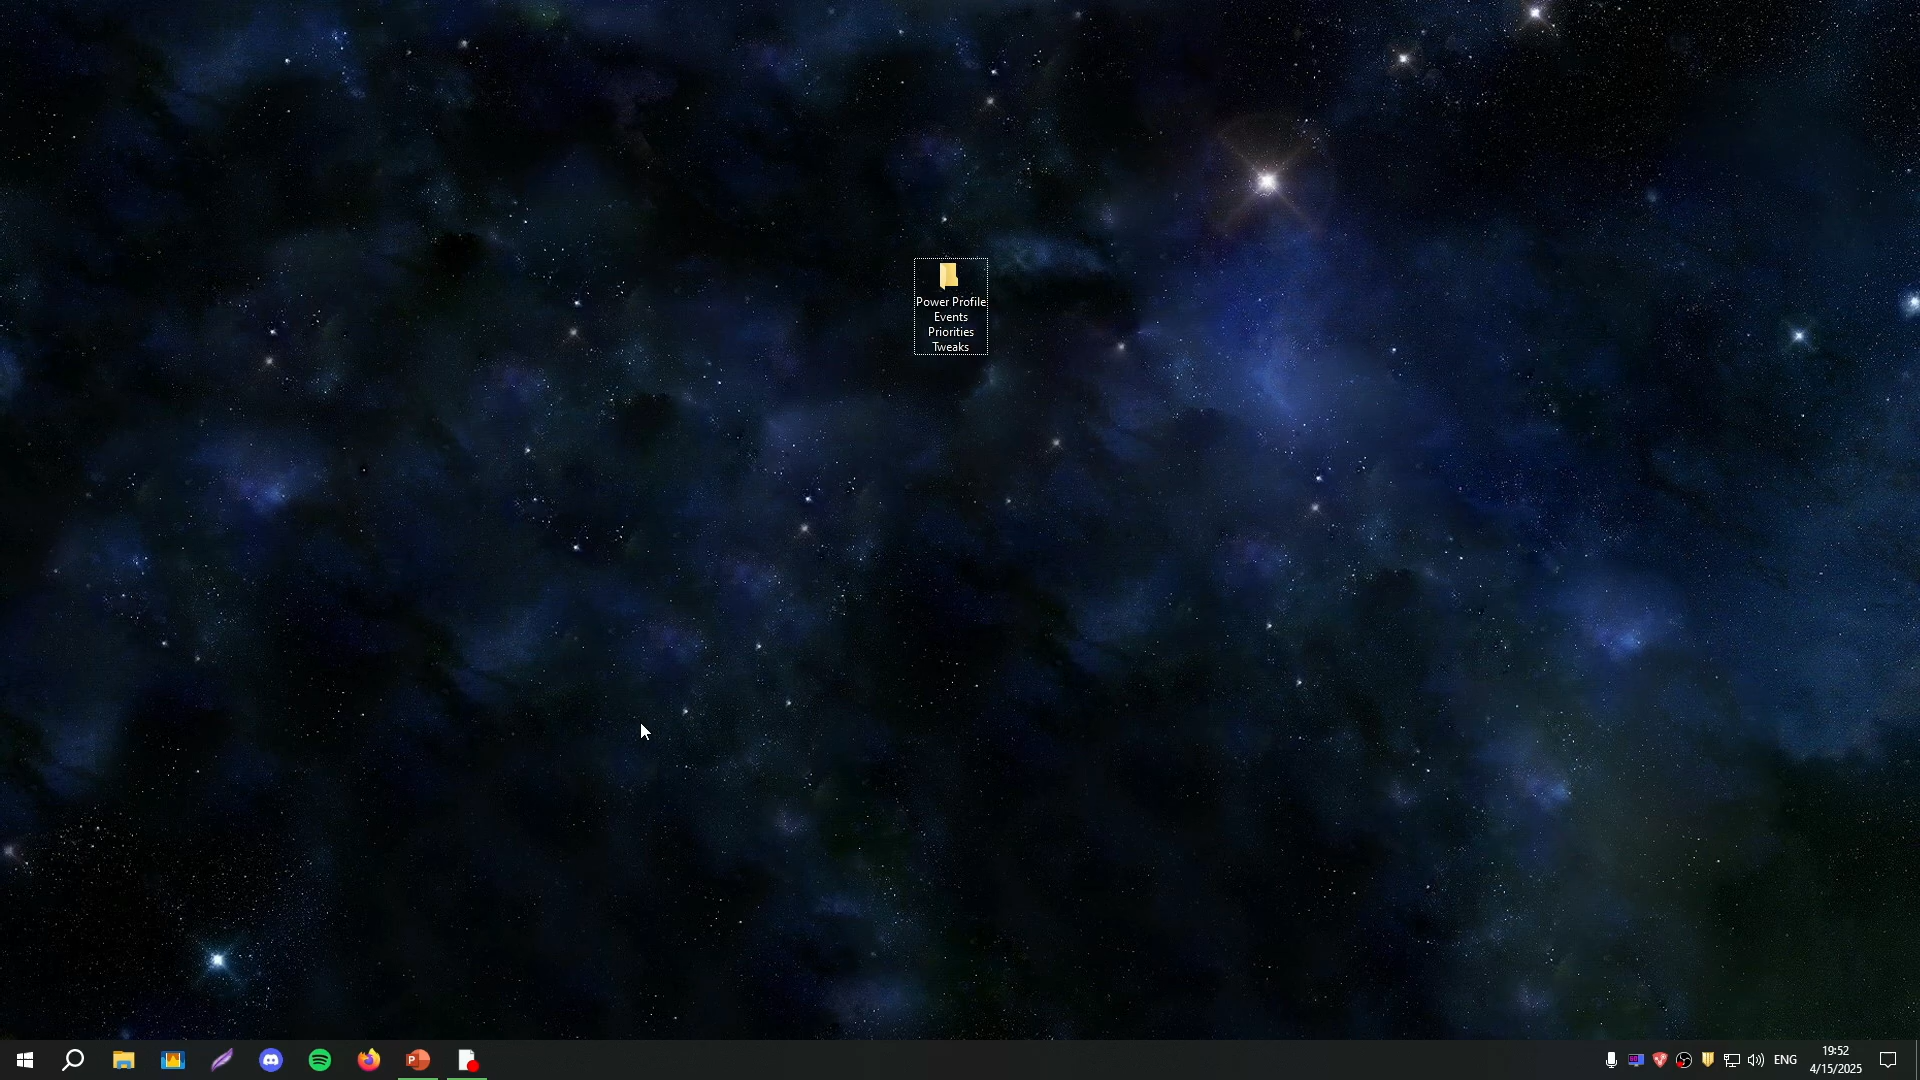 Power Profile
Events
Priorities
Tweaks
P
ENG
19:52
4/15/2025